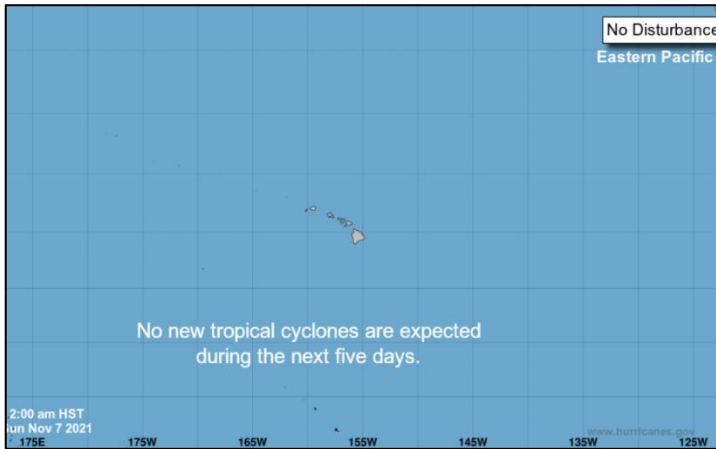 No Disturbance
Eastern Pacific
No new tropical cyclones are expected
during the next five days.
2:00 am HST
Sun Nov 7 2021
www.hurricanes.gov
175E 175W 165W 155W 145W 135W 125W